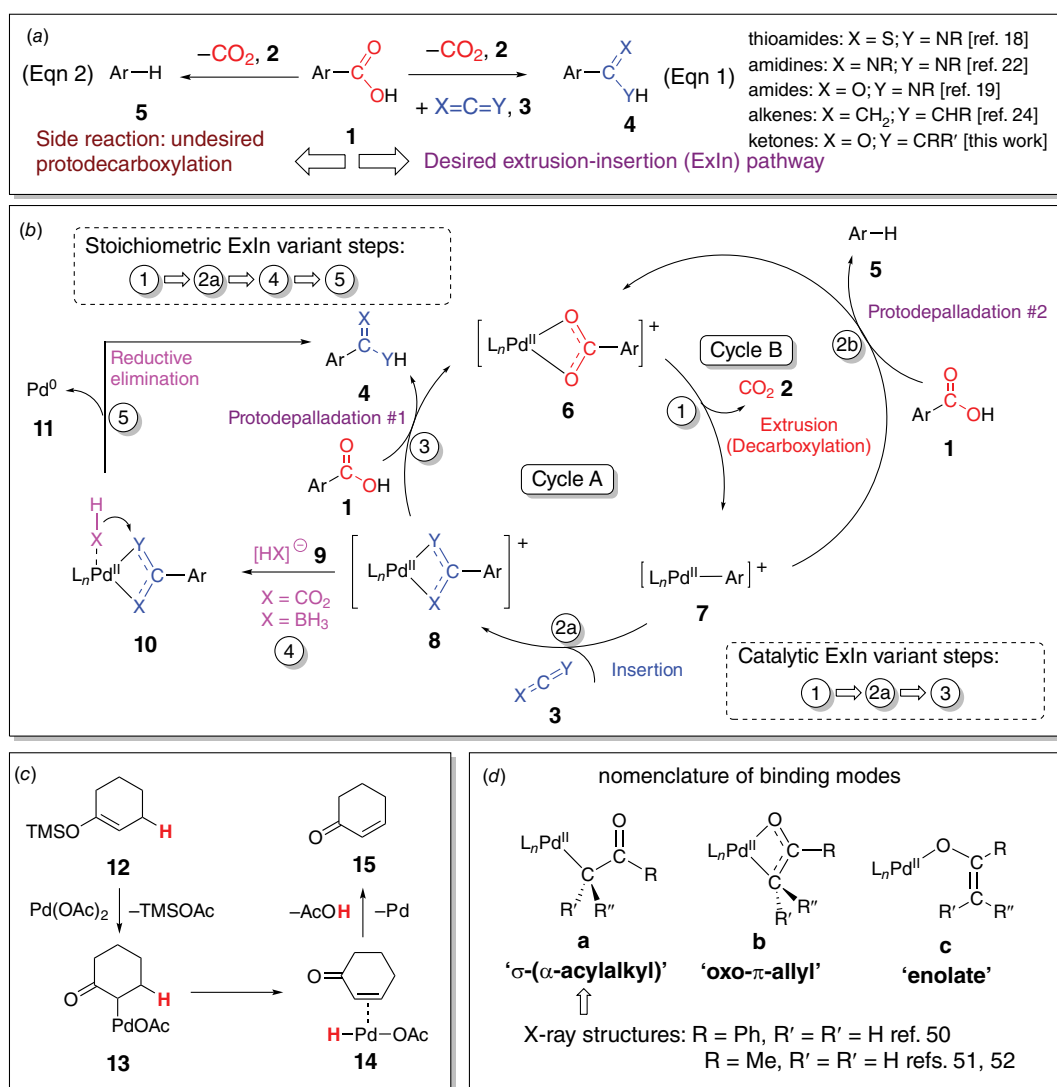 (a)
–CO2, 2
–CO2, 2
(Eqn 2)
Ar–H
5
Ar
C
O
OH
1
+ X=C=Y, 3
Ar
C
X
YH
4
(Eqn 1)
thioamides: X = S; Y = NR [ref. 18]
amidines: X = NR; Y = NR [ref. 22]
amides: X = O; Y = NR [ref. 19]
alkenes: X = CH2; Y = CHR [ref. 24]
ketones: X = O; Y = CRR′ [this work]
Side reaction: undesired
protodecarboxylation
Desired extrusion-insertion (ExIn) pathway
(b)
Stoichiometric ExIn variant steps:
1 2a 4 5
Ar–H
5
Protodepalladation #2
2b
Ar
C
O
OH
1
[LnPdII
O
C
O
Ar]+
6
Cycle B
CO2 2
1
Extrusion
(Decarboxylation)
X
Ar
C
YH
4
Reductive
elimination
Pd0
11
5
Protodepalladation #1
3
O
Ar
C
OH
1
Cycle A
H
X
LnPdII
Y
C
X
Ar
10
[HX]⊖ 9
X = CO2
X = BH3
4
[LnPdII
Y
C
X
Ar]+
8
[LnPdII—Ar]+
7
2a
X=C=Y
3
Insertion
Catalytic ExIn variant steps:
1 2a 3
(c)
TMSO
H
12
Pd(OAc)2
–TMSOAc
O
H
PdOAc
13
O
H–Pd–OAc
14
–AcOH
–Pd
O
15
(d)
nomenclature of binding modes
LnPdII
O
C
C
R
R′
R″
a
‘σ-(α-acylalkyl)’
LnPdII
O
C
C
R
R′
R″
b
‘oxo-π-allyl’
LnPdII
O
C
C
R
R′
R″
c
‘enolate’
X-ray structures: R = Ph, R′ = R′ = H ref. 50
R = Me, R′ = R′ = H refs. 51, 52